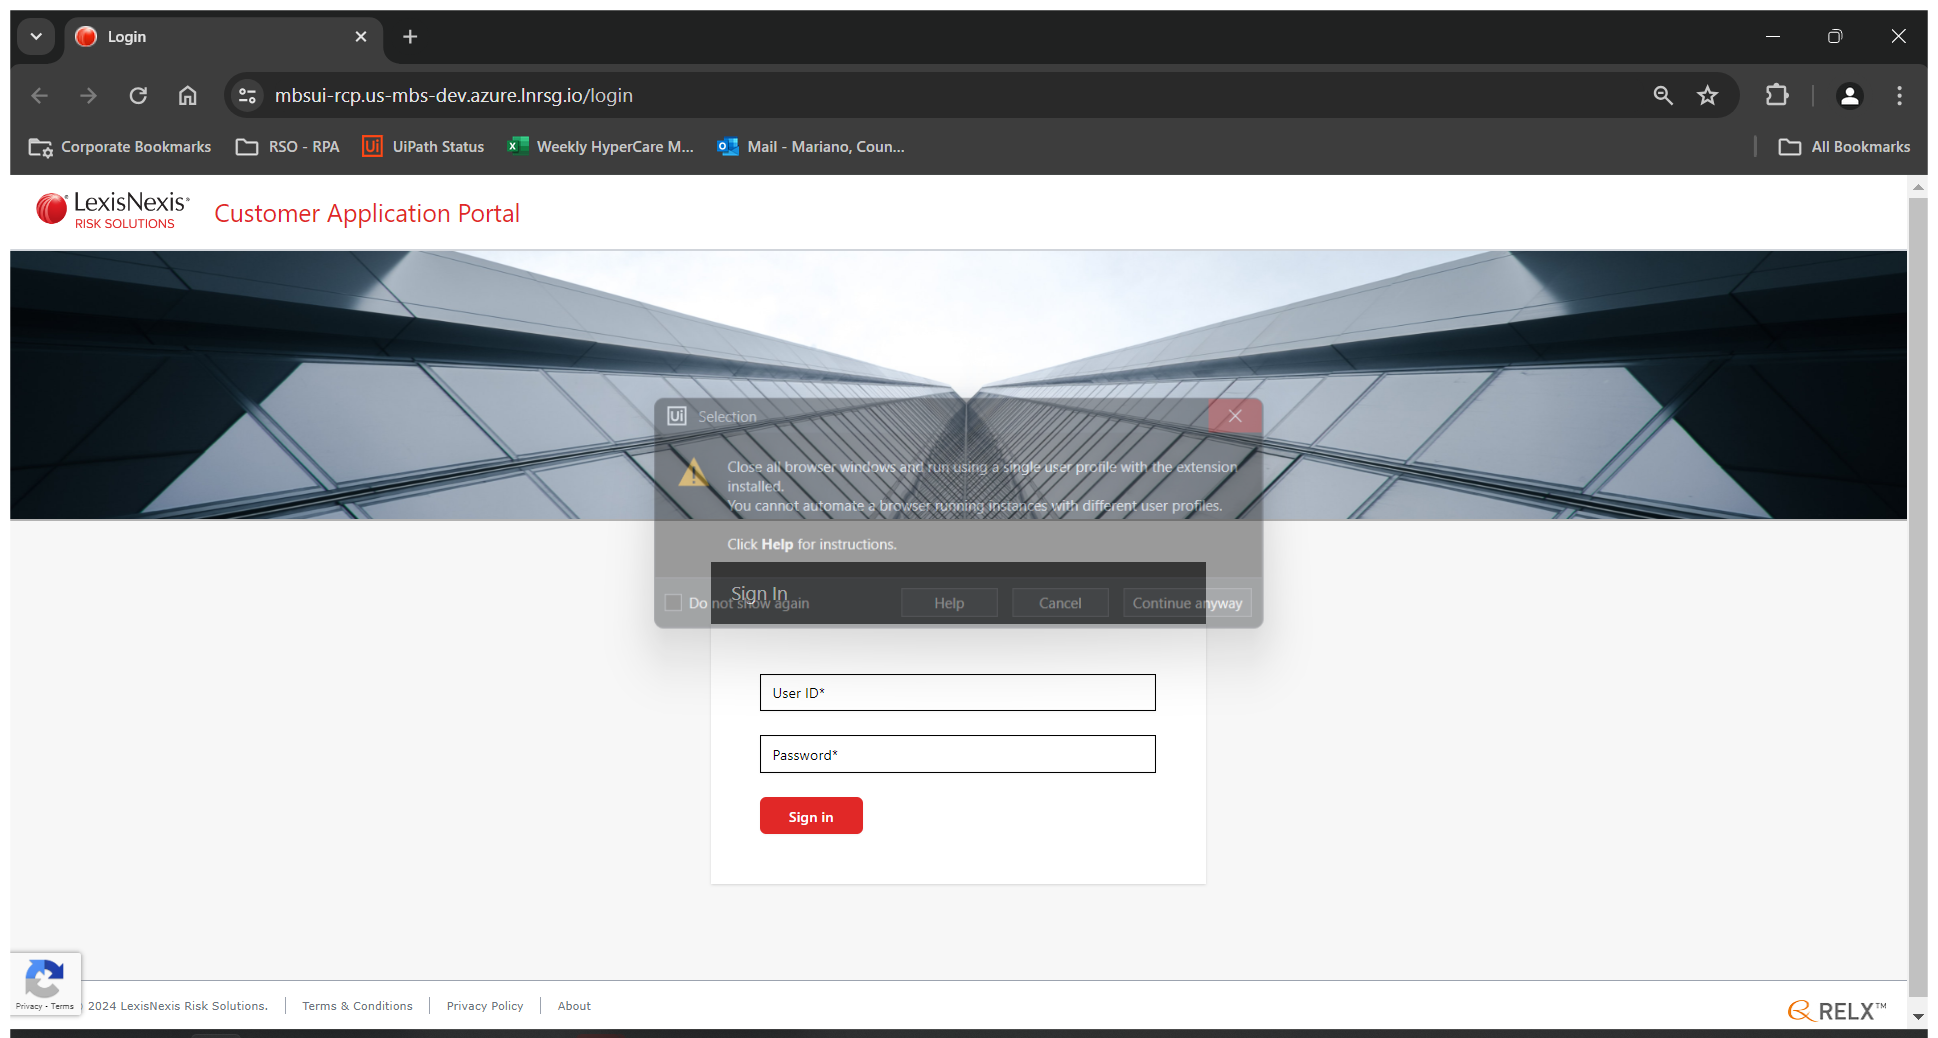 Login
mbsui-rcp.us-mbs-dev.azure.lnrsg.io/login
Corporate Bookmarks RSO - RPA Ui UiPath Status Weekly HyperCare M... Mail - Mariano, Coun... All Bookmarks
LexisNexis®
RISK SOLUTIONS
Customer Application Portal
Ui Selection
Close all browser windows and run using a single user profile with the extension
installed.
You cannot automate a browser running instances with different user profiles.
Click Help for instructions.
Sign In
Do not show again Help Cancel Continue anyway
User ID*
Password*
Sign in
Privacy - Terms
2024 LexisNexis Risk Solutions. Terms & Conditions Privacy Policy About
RELX™